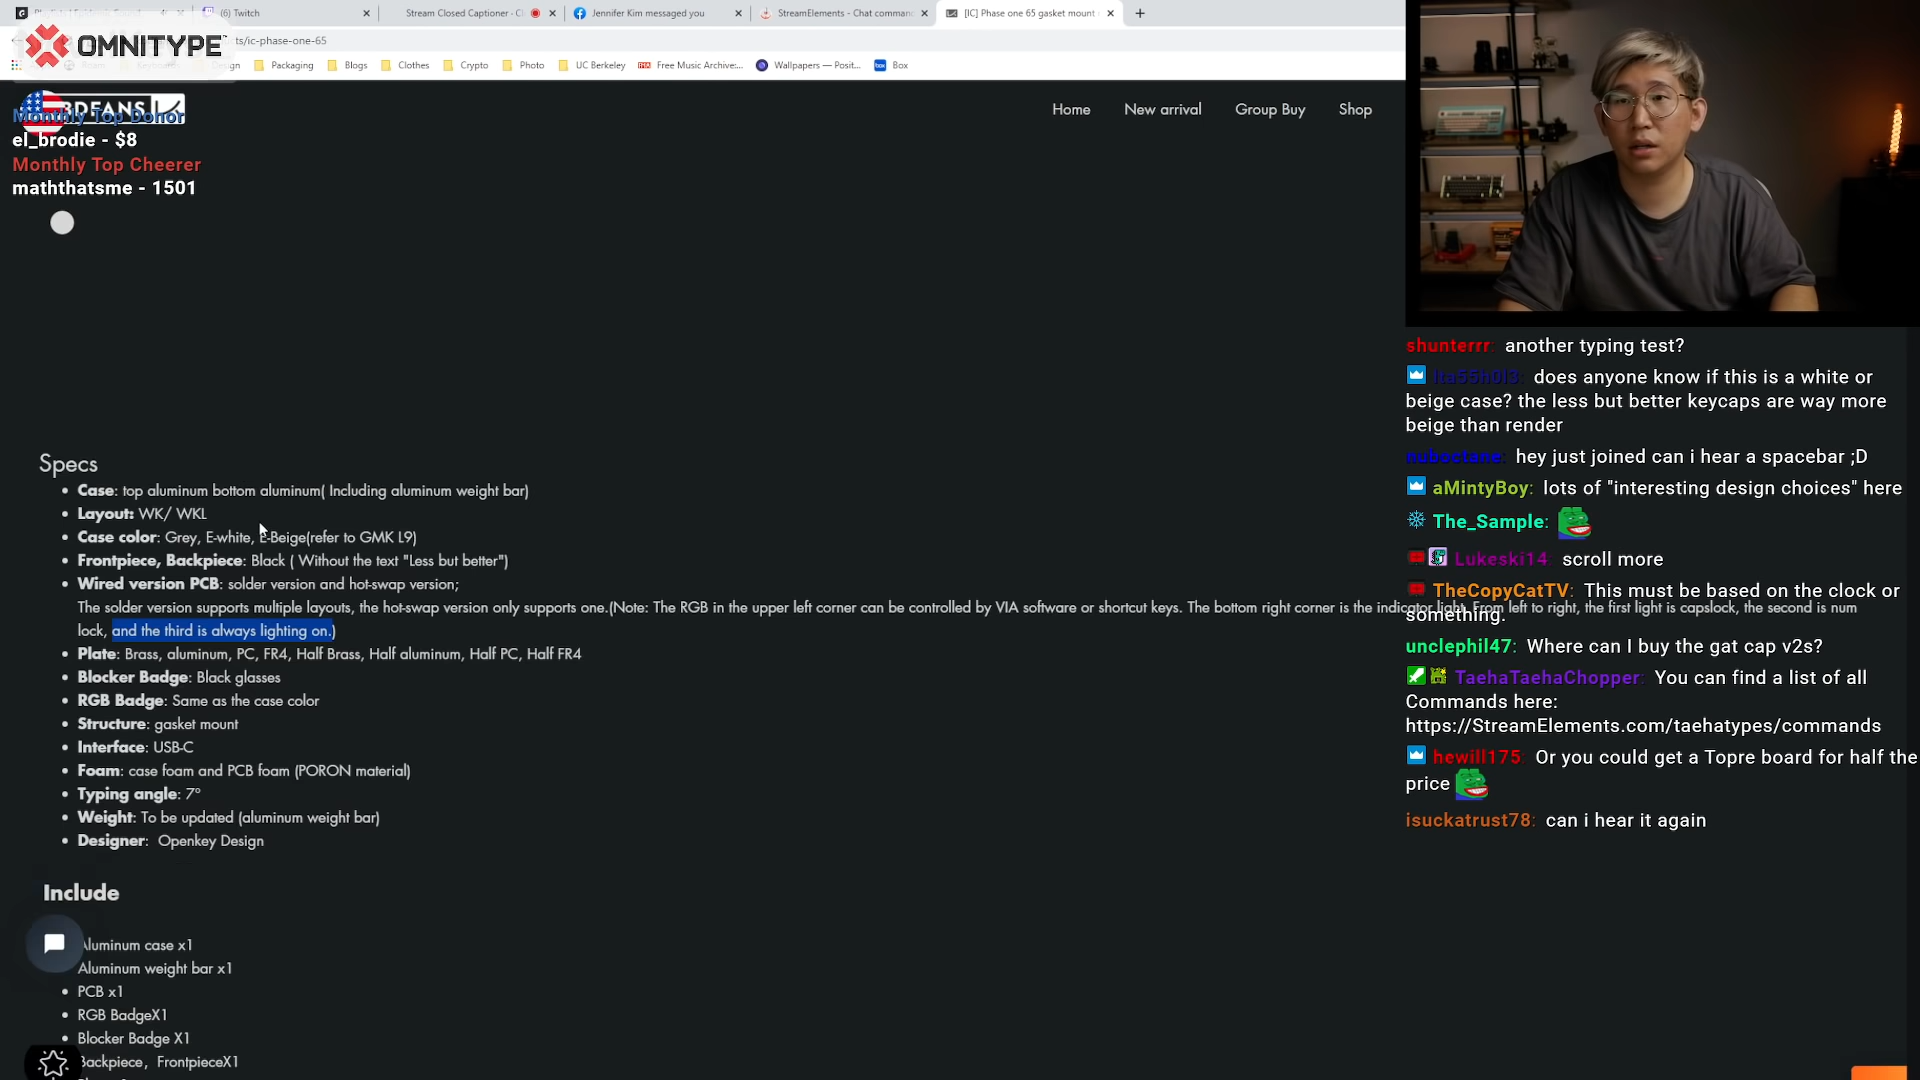 (6) Twitch
Stream Closed Captioner - C
Jennifer Kim messaged you
StreamElements - Chat comman
[IC] Phase one 65 gasket mount
OMNITYPE
ts/ic-phase-one-65
Design
Packaging
Blogs
Clothes
Crypto
Photo
UC Berkeley
Free Music Archive:...
Wallpapers — Posit...
Box
Home
New arrival
Group Buy
Shop
Monthly Top Donor
el_brodie - $8
Monthly Top Cheerer
maththatsme - 1501
Specs
Case: top aluminum bottom aluminum( Including aluminum weight bar)
Layout: WK/ WKL
Case color: Grey, E-white, E-Beige(refer to GMK L9)
Frontpiece, Backpiece: Black ( Without the text "Less but better")
Wired version PCB: solder version and hot-swap version;
The solder version supports multiple layouts, the hot-swap version only supports one.(Note: The RGB in the upper left corner can be controlled by VIA software or shortcut keys. The bottom right corner is the indicator light. From left to right, the first light is capslock, the second is num
lock, and the third is always lighting on.)
Plate: Brass, aluminum, PC, FR4, Half Brass, Half aluminum, Half PC, Half FR4
Blocker Badge: Black glasses
RGB Badge: Same as the case color
Structure: gasket mount
Interface: USB-C
Foam: case foam and PCB foam (PORON material)
Typing angle: 7°
Weight: To be updated (aluminum weight bar)
Designer: Openkey Design
Include
Aluminum case x1
Aluminum weight bar x1
PCB x1
RGB BadgeX1
Blocker Badge X1
Backpiece, FrontpieceX1
shunterrr: another typing test?
lta55h0l3: does anyone know if this is a white or
beige case? the less but better keycaps are way more
beige than render
nuboctane: hey just joined can i hear a spacebar ;D
aMintyBoy: lots of "interesting design choices" here
The_Sample:
Lukeski14: scroll more
TheCopyCatTV: This must be based on the clock or
something.
unclephil47: Where can I buy the gat cap v2s?
TaehaTaehaChopper: You can find a list of all
Commands here:
https://StreamElements.com/taehatypes/commands
hewill175: Or you could get a Topre board for half the
price
isuckatrust78: can i hear it again